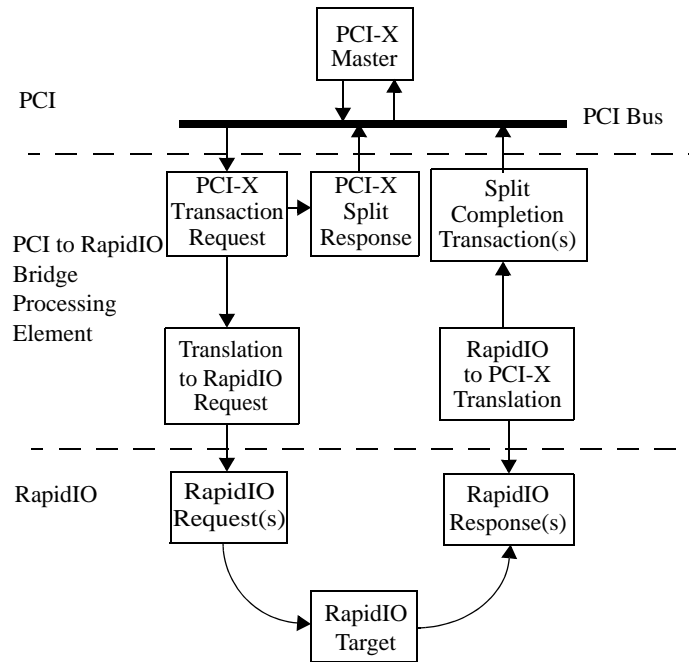 PCI-X
Master
PCI
PCI Bus
PCI-X
Transaction
Request
PCI-X
Split
Response
Split
Completion
Transaction(s)
PCI to RapidIO
Bridge
Processing
Element
Translation
to RapidIO
Request
RapidIO
to PCI-X
Translation
RapidIO
RapidIO
Request(s)
RapidIO
Response(s)
RapidIO
Target